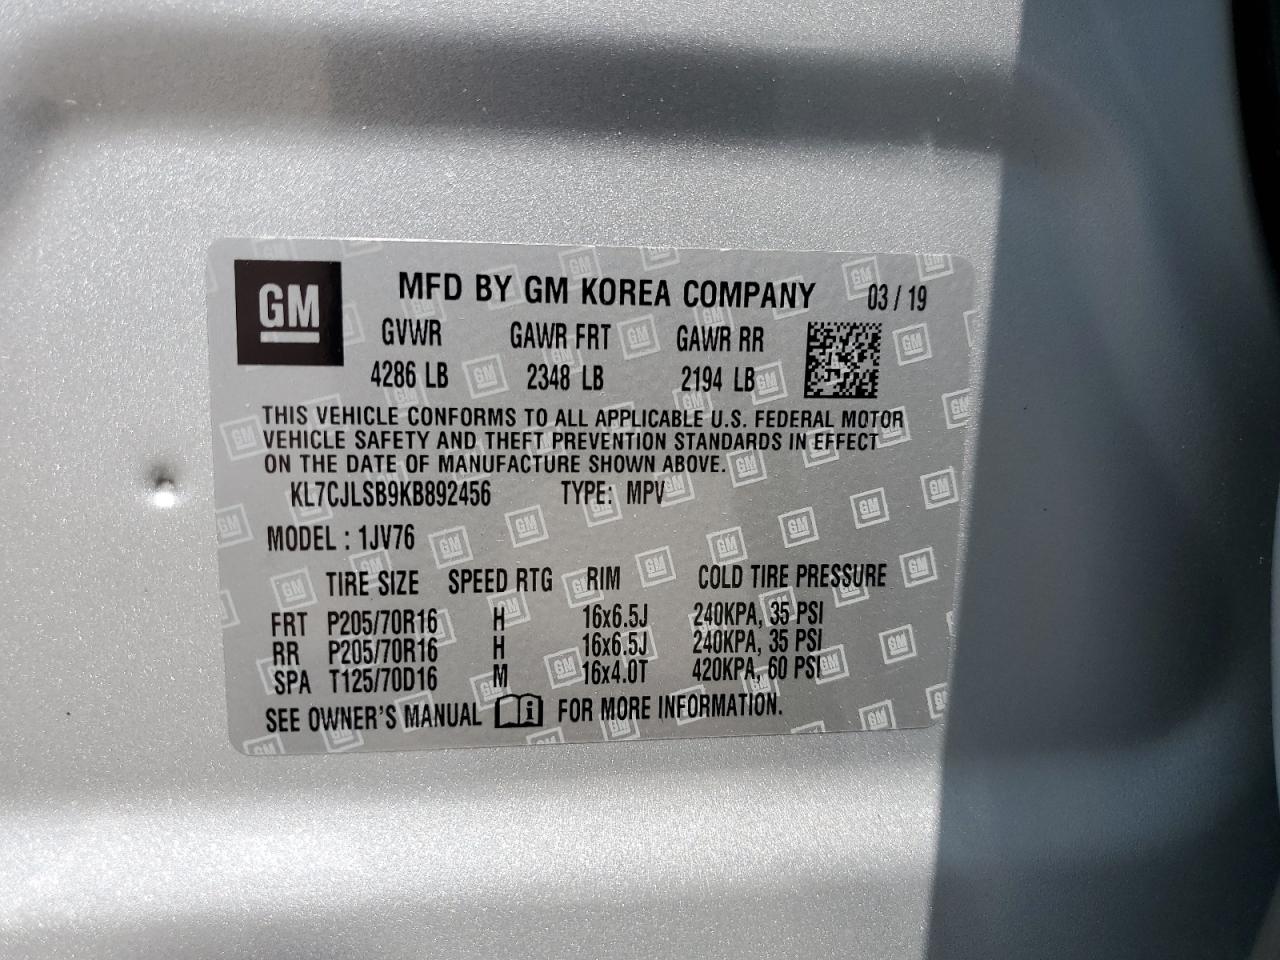 GM MFD BY GM KOREA COMPANY 03 / 19
GVWR GAWR FRT GAWR RR
4286 LB 2348 LB 2194 LB
THIS VEHICLE CONFORMS TO ALL APPLICABLE U.S. FEDERAL MOTOR
VEHICLE SAFETY AND THEFT PREVENTION STANDARDS IN EFFECT
ON THE DATE OF MANUFACTURE SHOWN ABOVE.
KL7CJLSB9KB892456 TYPE: MPV
MODEL : 1JV76
TIRE SIZE SPEED RTG RIM COLD TIRE PRESSURE
FRT P205/70R16 H 16x6.5J 240KPA, 35 PSI
RR P205/70R16 H 16x6.5J 240KPA, 35 PSI
SPA T125/70D16 M 16x4.0T 420KPA, 60 PSI
SEE OWNER'S MANUAL i FOR MORE INFORMATION.